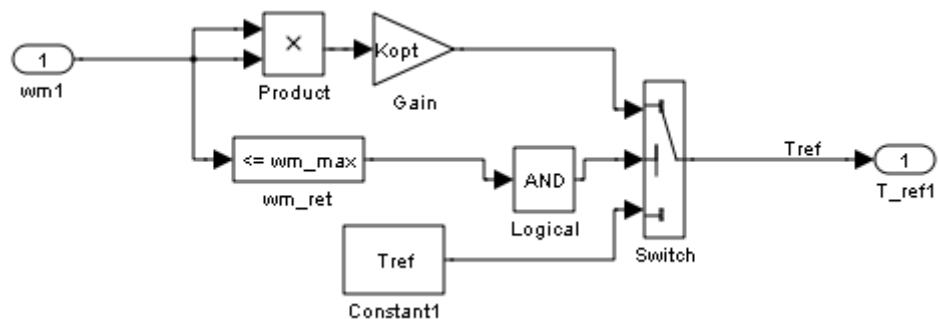 1
wm1
×
Product
Kopt
Gain
<= wm_max
wm_ret
AND
Logical
Tref
Constant1
Switch
Tref
1
T_ref1